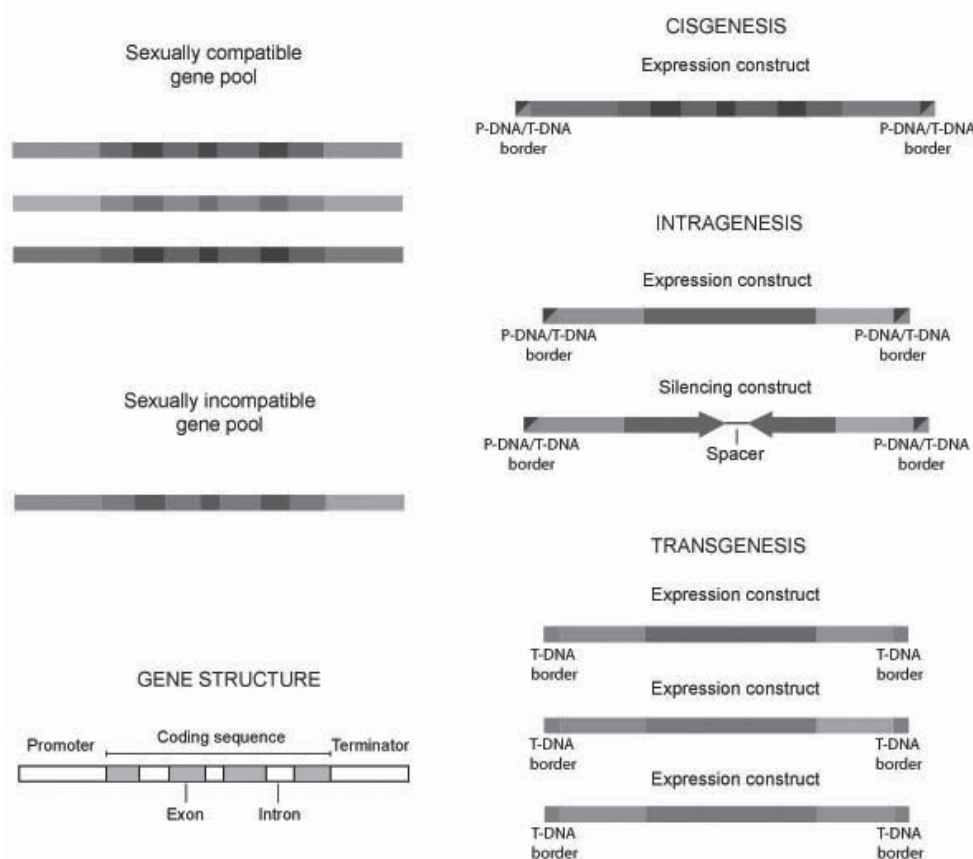 Sexually compatible
gene pool
Sexually incompatible
gene pool
GENE STRUCTURE
Promoter
Coding sequence
Terminator
Exon
Intron
CISGENESIS
Expression construct
P-DNA/T-DNA
border
P-DNA/T-DNA
border
INTRAGENESIS
Expression construct
P-DNA/T-DNA
border
P-DNA/T-DNA
border
Silencing construct
P-DNA/T-DNA
border
Spacer
P-DNA/T-DNA
border
TRANSGENESIS
Expression construct
T-DNA
border
T-DNA
border
Expression construct
T-DNA
border
T-DNA
border
Expression construct
T-DNA
border
T-DNA
border